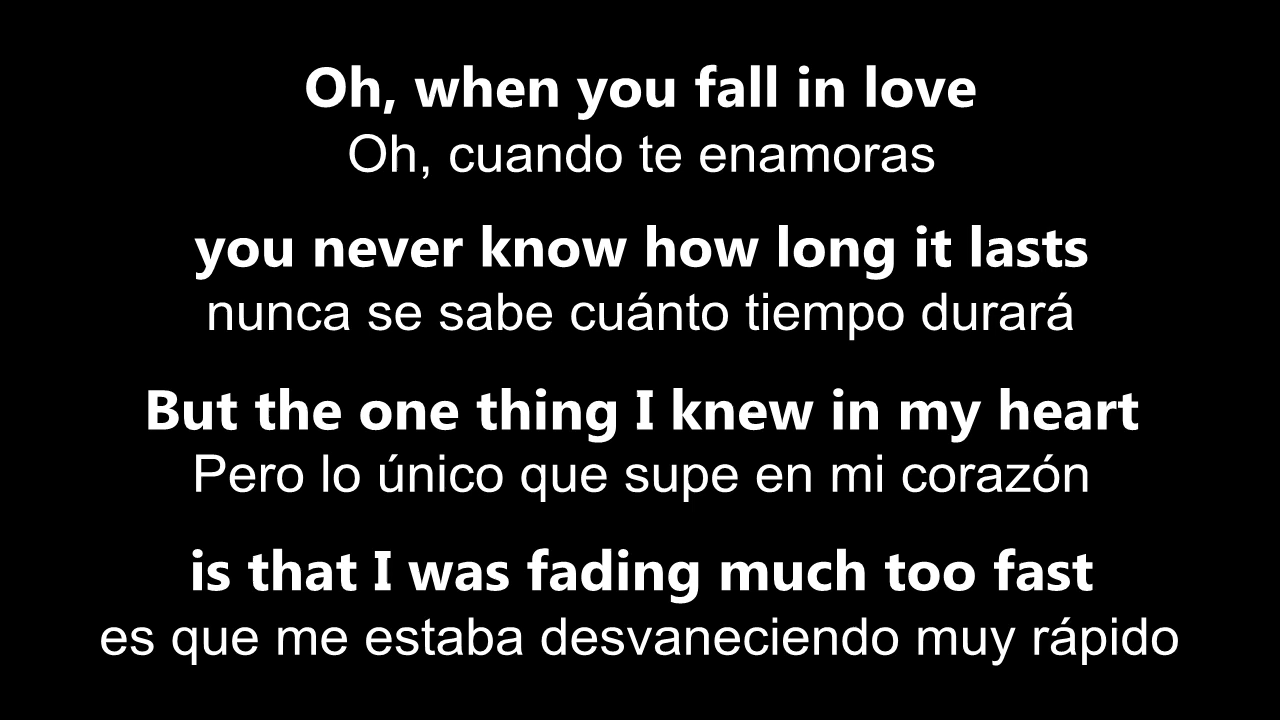 Oh, when you fall in love
Oh, cuando te enamoras
you never know how long it lasts
nunca se sabe cuánto tiempo durará
But the one thing I knew in my heart
Pero lo único que supe en mi corazón
is that I was fading much too fast
es que me estaba desvaneciendo muy rápido